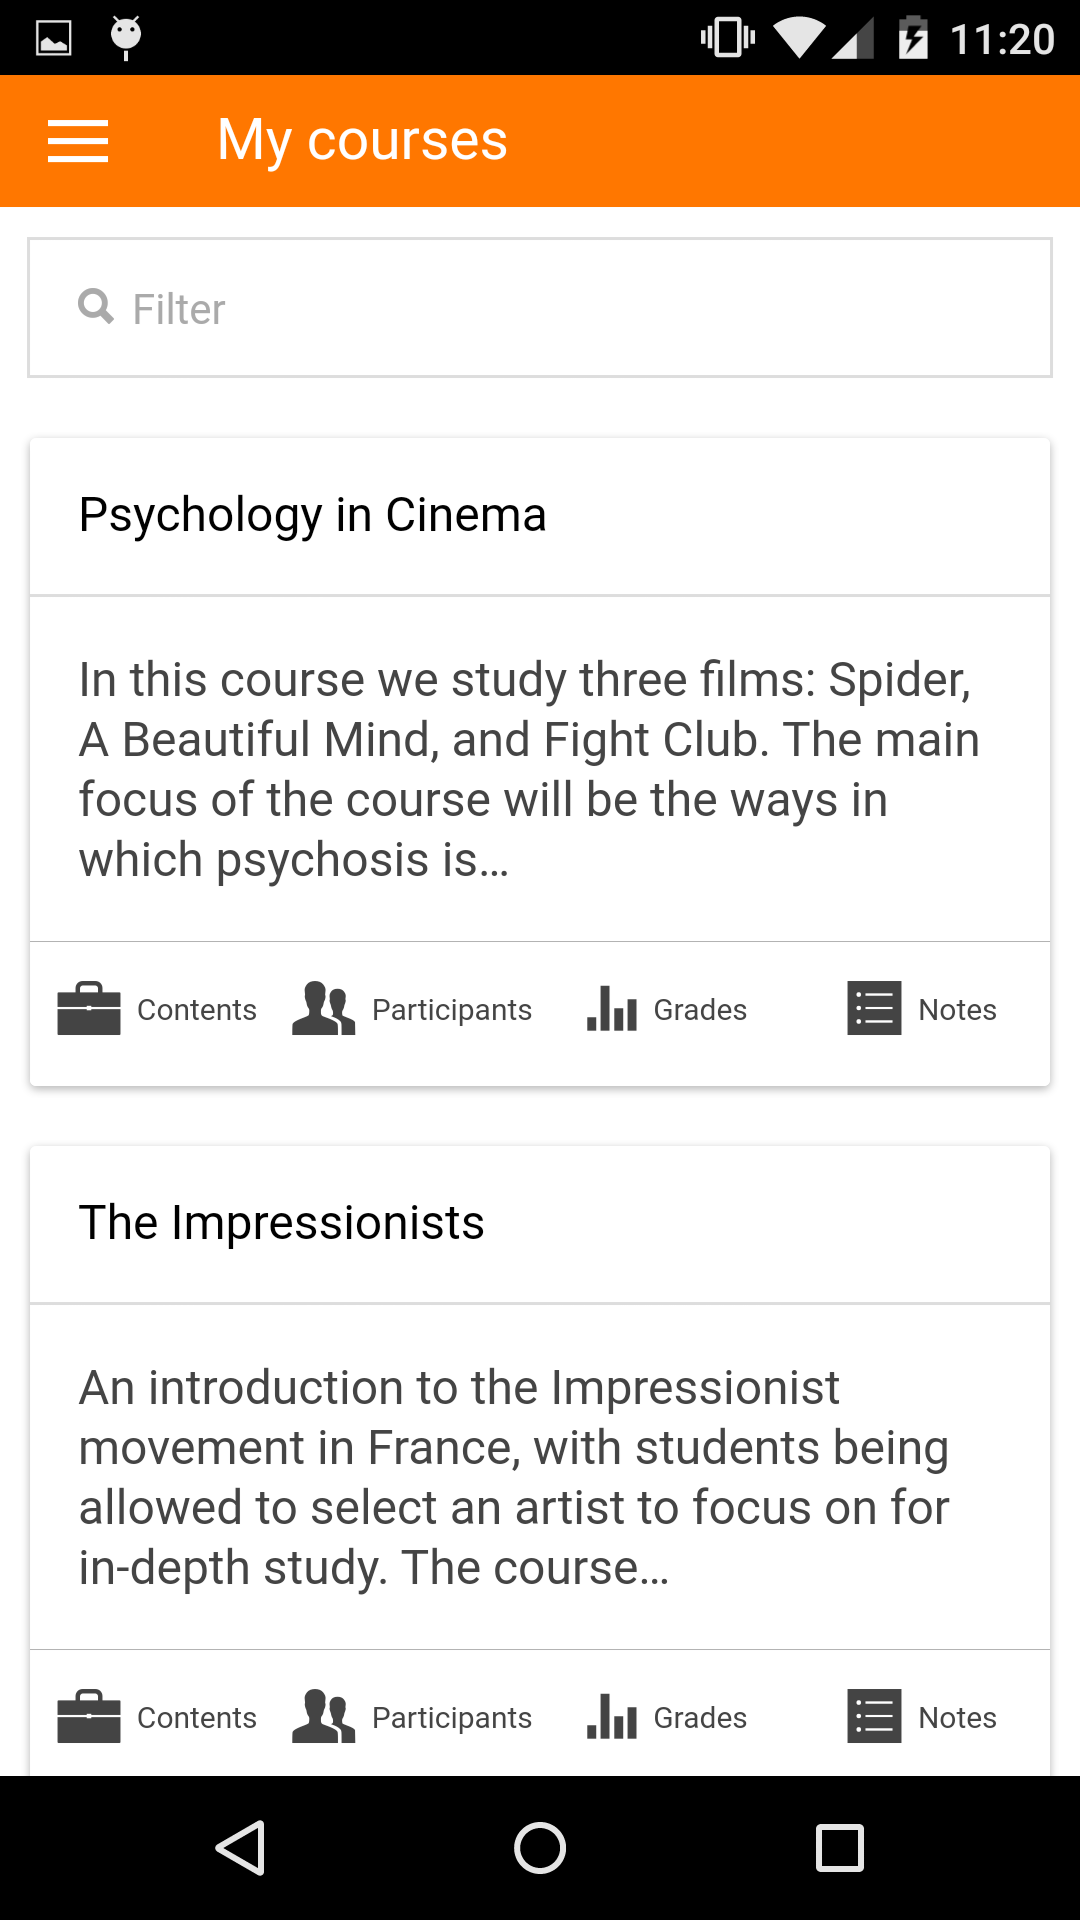 11:20
My courses
Filter
Psychology in Cinema
In this course we study three films: Spider,
A Beautiful Mind, and Fight Club. The main
focus of the course will be the ways in
which psychosis is...
Contents Participants Grades Notes
The Impressionists
An introduction to the Impressionist
movement in France, with students being
allowed to select an artist to focus on for
in-depth study. The course...
Contents Participants Grades Notes